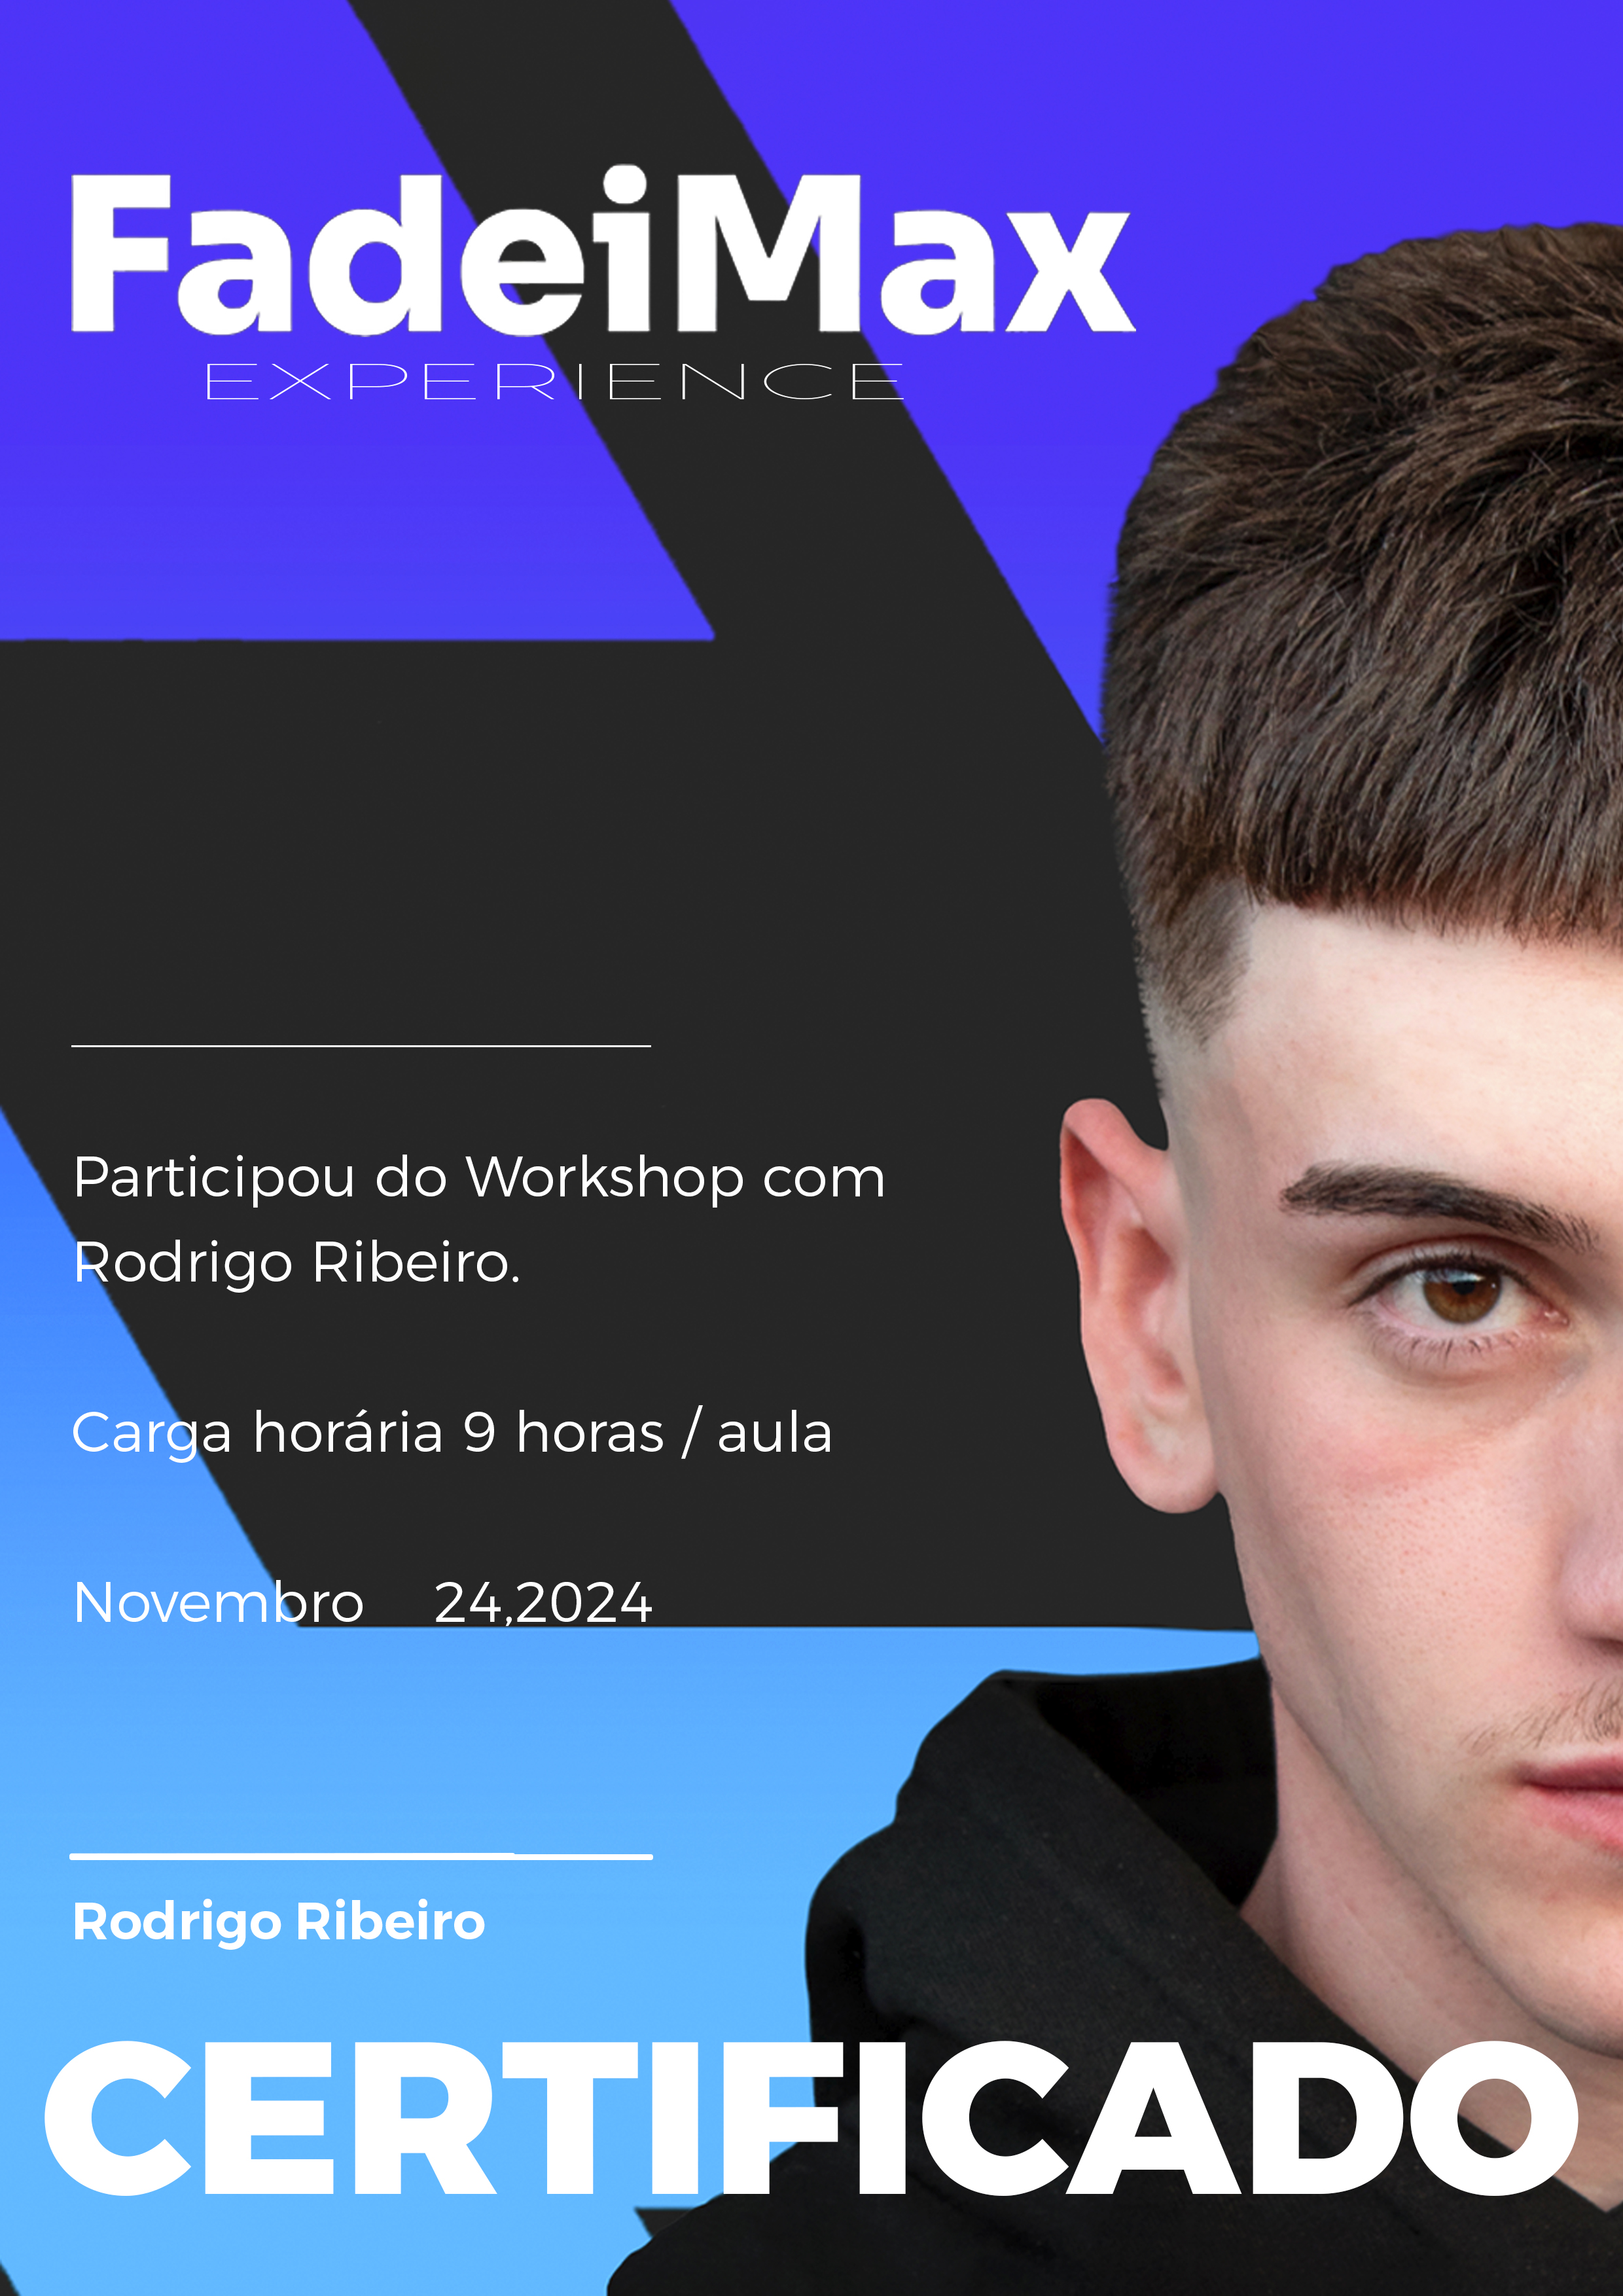 FadeiMax
EXPERIENCE
Participou do Workshop com
Rodrigo Ribeiro.
Carga horária 9 horas / aula
Novembro 24,2024
Rodrigo Ribeiro
CERTIFICADO